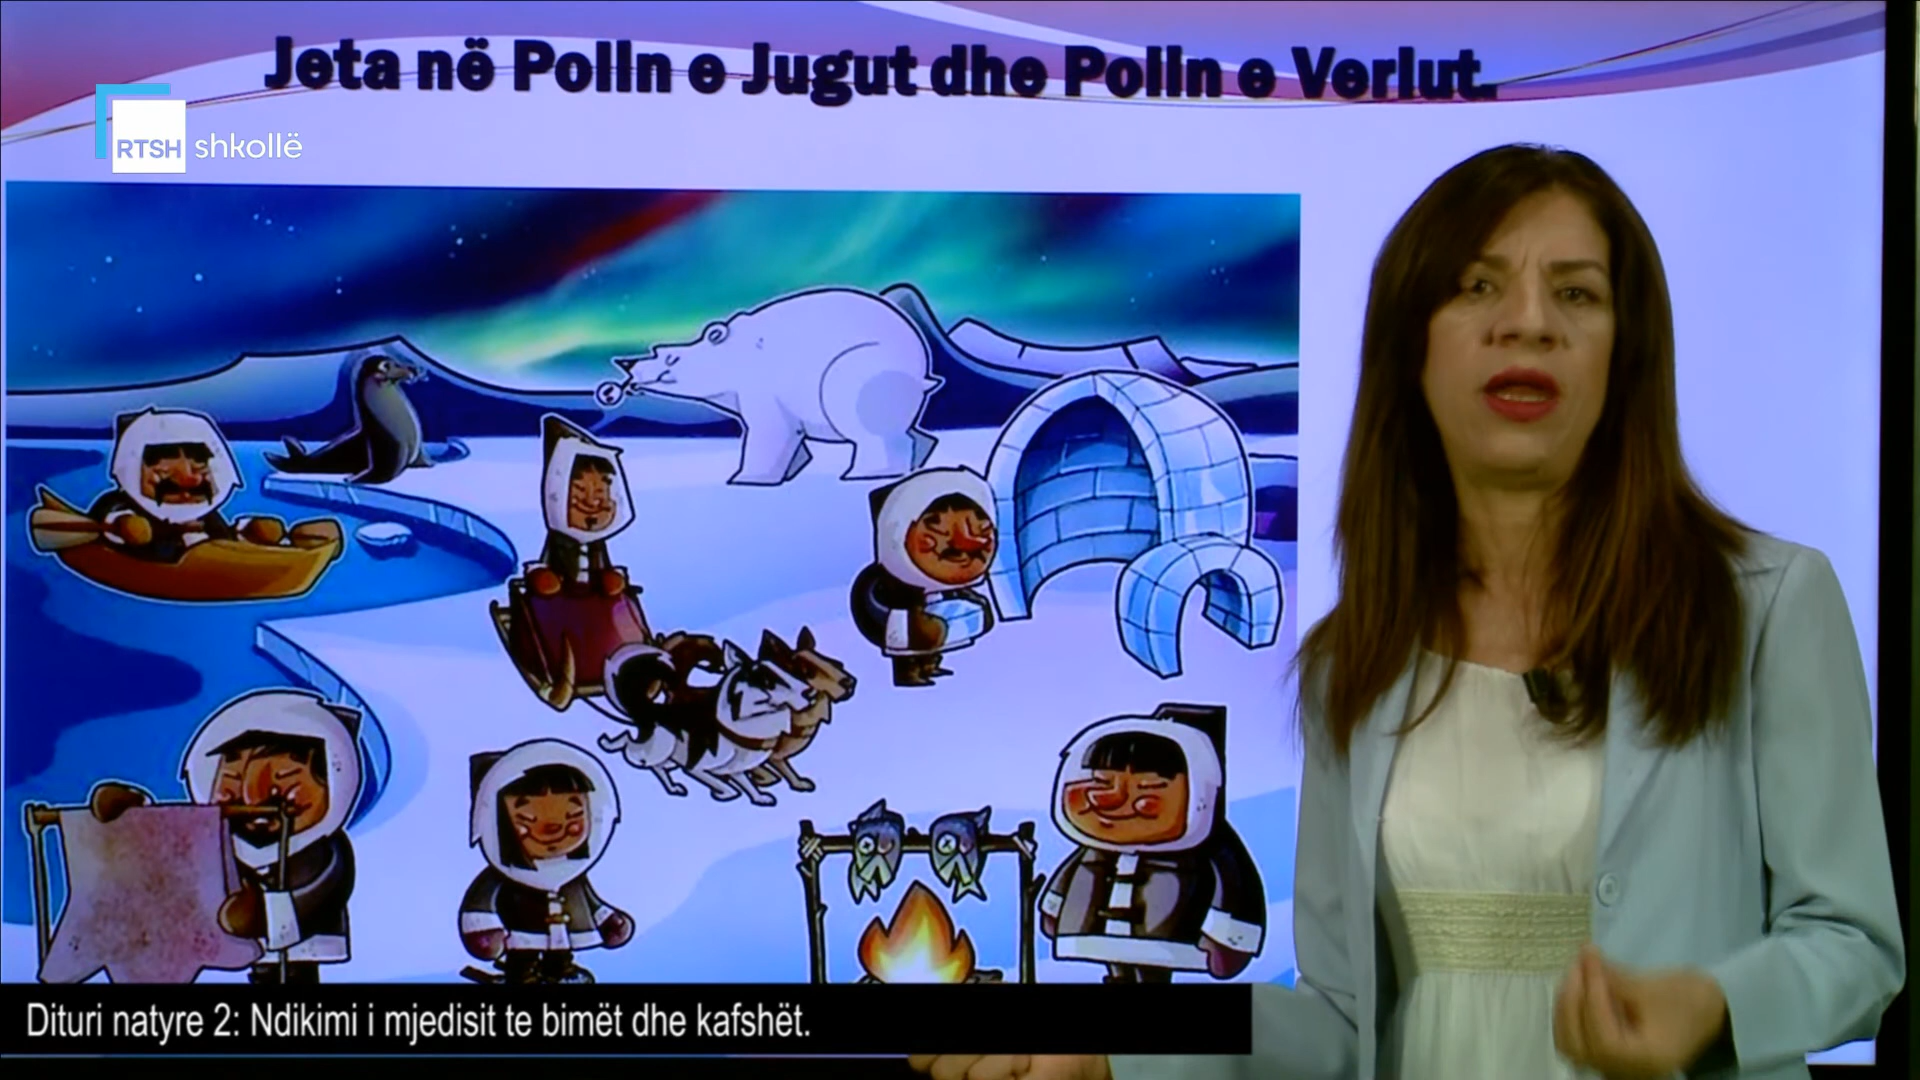 Jeta në Polin e Jugut dhe Polin e Veriut.
RTSH shkollë
Dituri natyre 2: Ndikimi i mjedisit te bimët dhe kafshët.